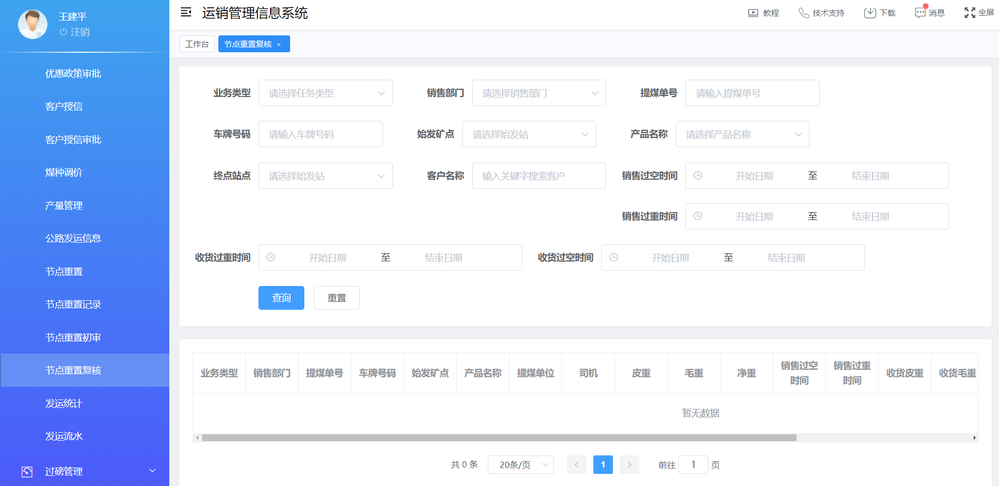 王建平
注销
运销管理信息系统
教程
技术支持
下载
消息
全屏
工作台
节点重置复核 ×
优惠政策审批
客户授信
客户授信审批
煤种调价
产量管理
公路发运信息
节点重置
节点重置记录
节点重置初审
节点重置复核
发运统计
发运流水
过磅管理
业务类型 请选择任务类型 销售部门 请选择销售部门 提煤单号 请输入提煤单号
车牌号码 请输入车牌号码 始发矿点 请选择始发站 产品名称 请选择产品名称
终点站点 请选择始发站 客户名称 输入关键字搜索客户 销售过空时间 开始日期 至 结束日期
销售过重时间 开始日期 至 结束日期
收货过重时间 开始日期 至 结束日期 收货过空时间 开始日期 至 结束日期
查询 重置
业务类型 销售部门 提煤单号 车牌号码 始发矿点 产品名称 提煤单位 司机 皮重 毛重 净重 销售过空时间 销售过重时间 收货皮重 收货毛重
暂无数据
共 0 条 20条/页 1 前往 1 页